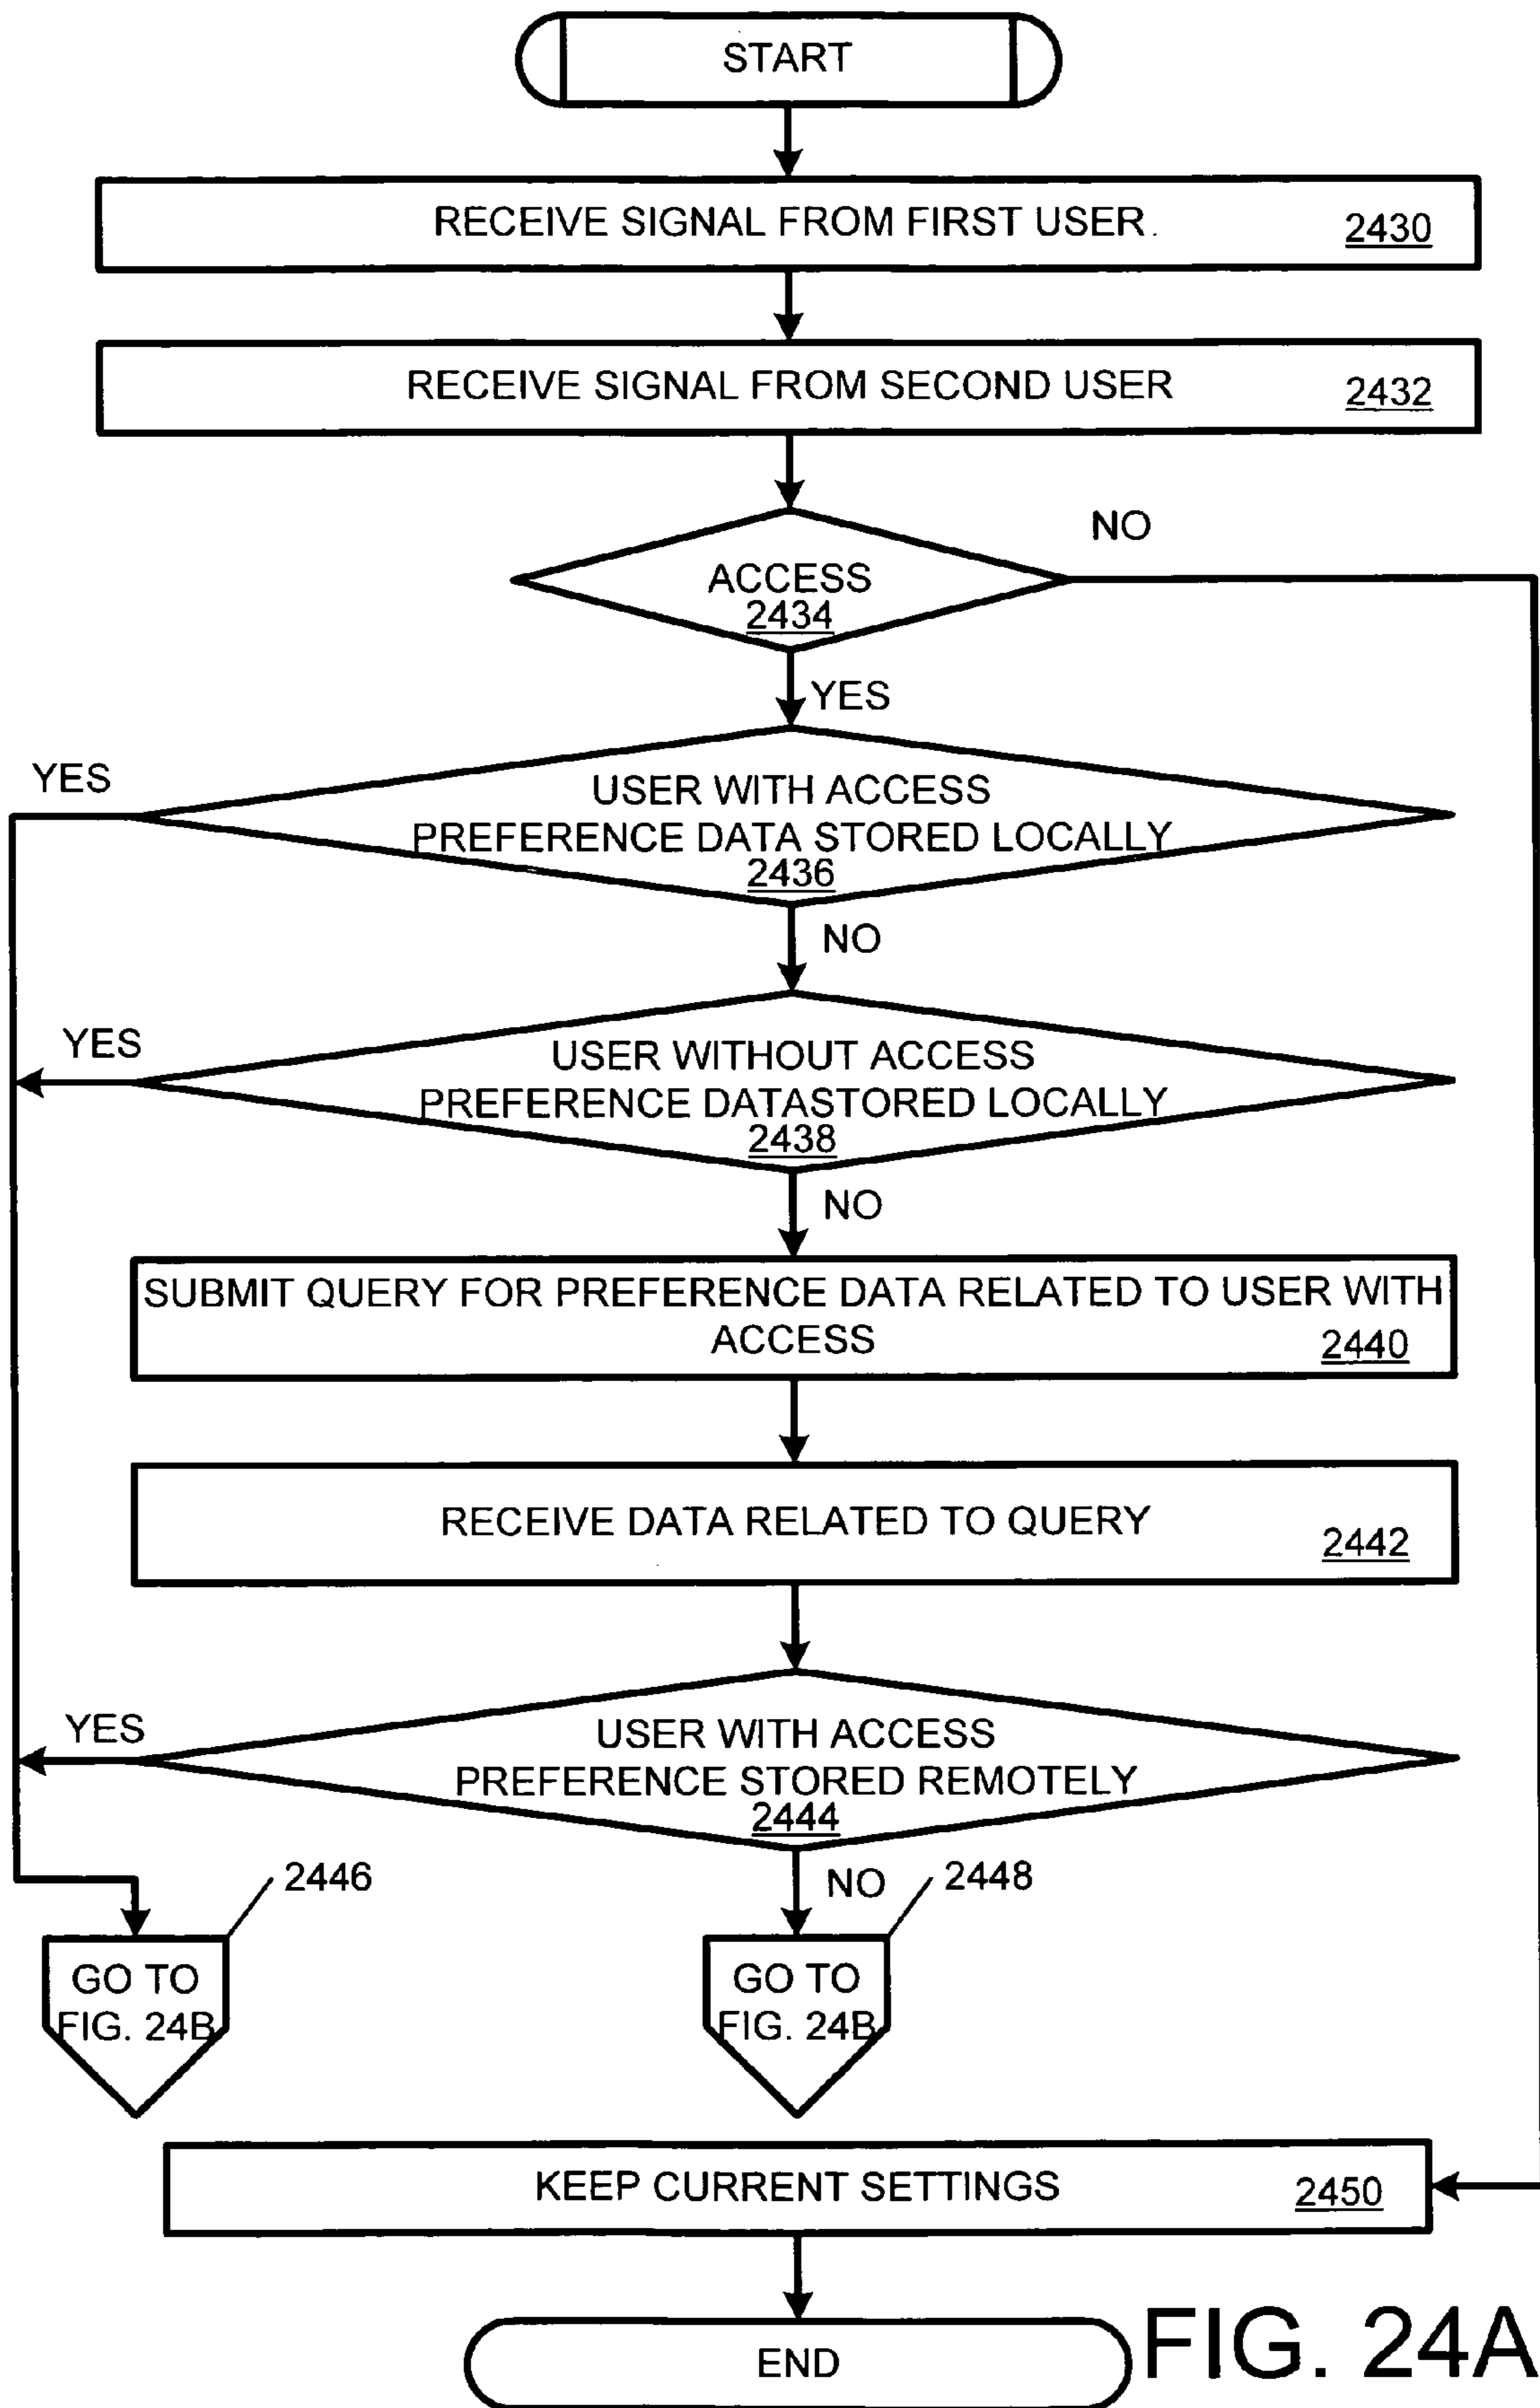 START
RECEIVE SIGNAL FROM FIRST USER. 2430
RECEIVE SIGNAL FROM SECOND USER 2432
NO
ACCESS
2434
YES
YES
USER WITH ACCESS
PREFERENCE DATA STORED LOCALLY
2436
NO
YES
USER WITHOUT ACCESS
PREFERENCE DATASTORED LOCALLY
2438
NO
SUBMIT QUERY FOR PREFERENCE DATA RELATED TO USER WITH
ACCESS 2440
RECEIVE DATA RELATED TO QUERY 2442
YES
USER WITH ACCESS
PREFERENCE STORED REMOTELY
2444
2446
NO
2448
GO TO
FIG. 24B
GO TO
FIG. 24B
KEEP CURRENT SETTINGS 2450
END
FIG. 24A